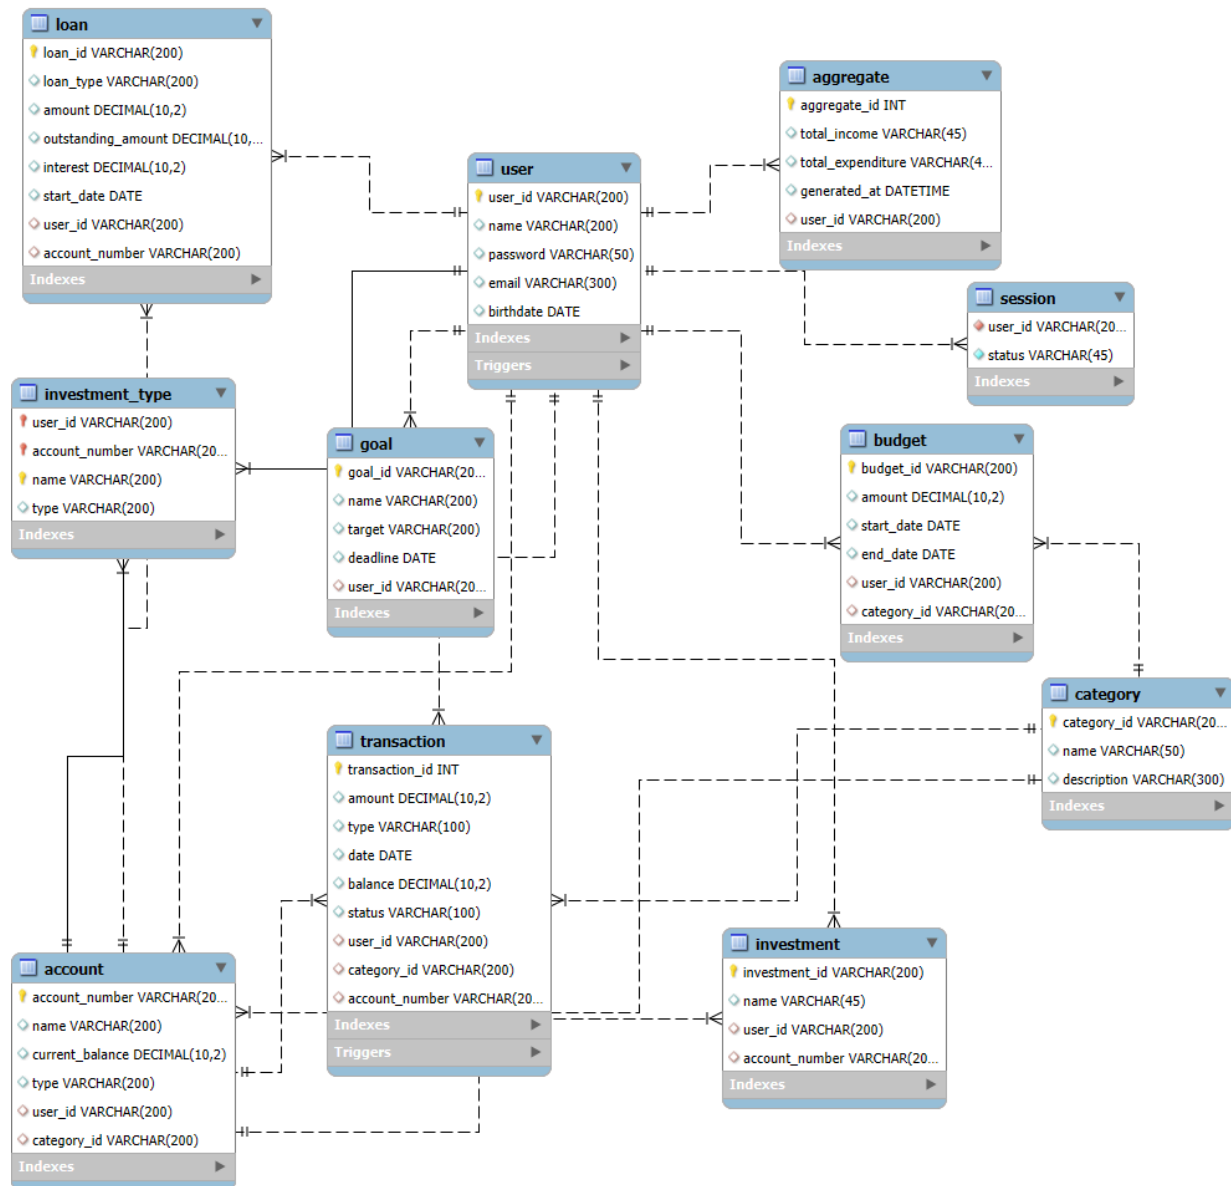 loan
loan_id VARCHAR(200)
loan_type VARCHAR(200)
amount DECIMAL(10,2)
outstanding_amount DECIMAL(10,...
interest DECIMAL(10,2)
start_date DATE
user_id VARCHAR(200)
account_number VARCHAR(200)
Indexes
aggregate
aggregate_id INT
total_income VARCHAR(45)
total_expenditure VARCHAR(4...
generated_at DATETIME
user_id VARCHAR(200)
Indexes
user
user_id VARCHAR(200)
name VARCHAR(200)
password VARCHAR(50)
email VARCHAR(300)
birthdate DATE
Indexes
Triggers
session
user_id VARCHAR(20...
status VARCHAR(45)
Indexes
investment_type
user_id VARCHAR(200)
account_number VARCHAR(20...
name VARCHAR(200)
type VARCHAR(200)
Indexes
goal
goal_id VARCHAR(20...
name VARCHAR(200)
target VARCHAR(200)
deadline DATE
user_id VARCHAR(20...
Indexes
budget
budget_id VARCHAR(200)
amount DECIMAL(10,2)
start_date DATE
end_date DATE
user_id VARCHAR(200)
category_id VARCHAR(20...
Indexes
category
category_id VARCHAR(20...
name VARCHAR(50)
description VARCHAR(300)
Indexes
transaction
transaction_id INT
amount DECIMAL(10,2)
type VARCHAR(100)
date DATE
balance DECIMAL(10,2)
status VARCHAR(100)
user_id VARCHAR(200)
category_id VARCHAR(200)
account_number VARCHAR(20...
Indexes
Triggers
account
account_number VARCHAR(20...
name VARCHAR(200)
current_balance DECIMAL(10,2)
type VARCHAR(200)
user_id VARCHAR(200)
category_id VARCHAR(200)
Indexes
investment
investment_id VARCHAR(200)
name VARCHAR(45)
user_id VARCHAR(200)
account_number VARCHAR(20...
Indexes